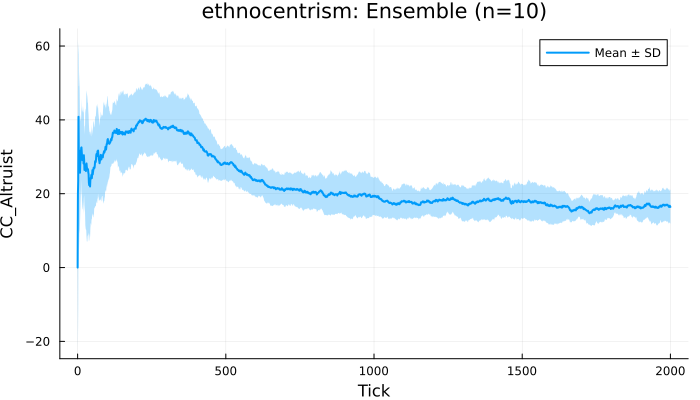 ethnocentrism: Ensemble (n=10)
Mean ± SD
CC_Altruist
60
40
20
0
−20
0 500 1000 1500 2000
Tick